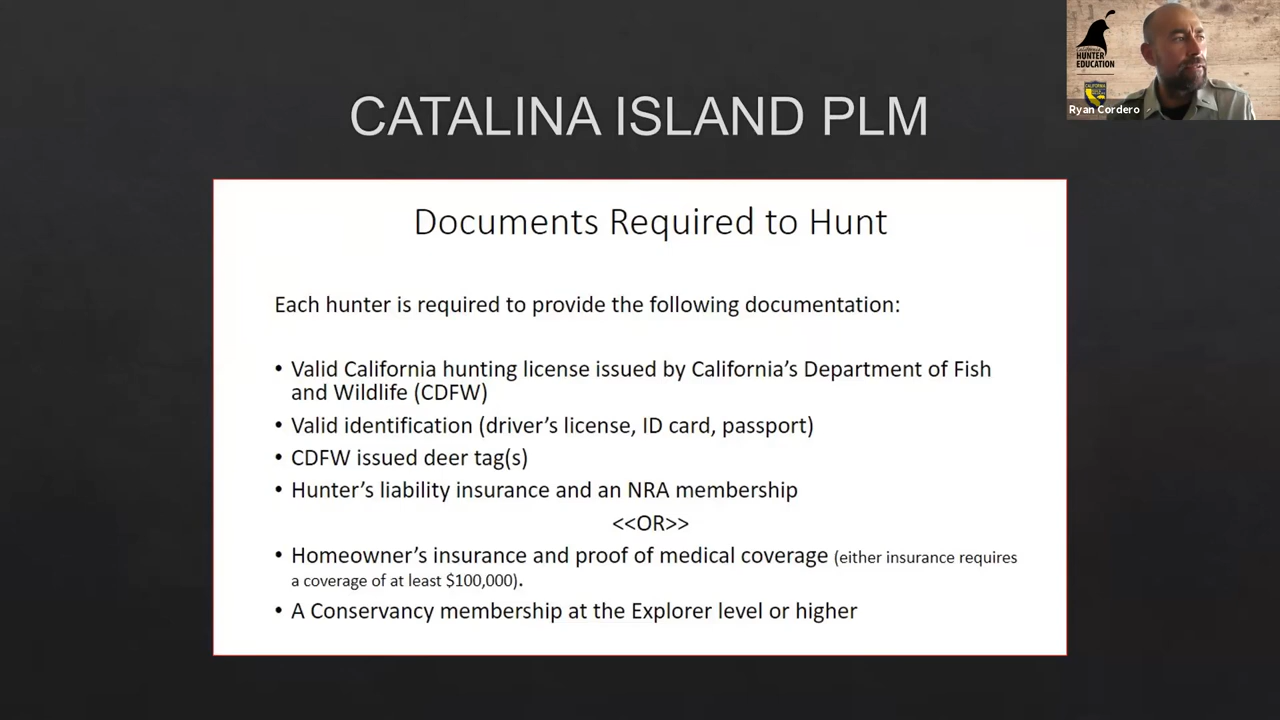 CALIFORNIA
HUNTER
EDUCATION
CALIFORNIA
Ryan Cordero
CATALINA ISLAND PLM
Documents Required to Hunt
Each hunter is required to provide the following documentation:
• Valid California hunting license issued by California’s Department of Fish
and Wildlife (CDFW)
• Valid identification (driver’s license, ID card, passport)
• CDFW issued deer tag(s)
• Hunter’s liability insurance and an NRA membership
<<OR>>
• Homeowner’s insurance and proof of medical coverage (either insurance requires
a coverage of at least $100,000).
• A Conservancy membership at the Explorer level or higher